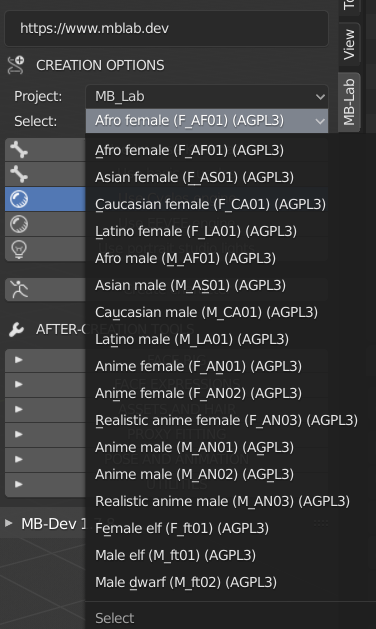 https://www.mblab.dev
CREATION OPTIONS
Project: MB_Lab
Select: Afro female (F_AF01) (AGPL3)
Afro female (F_AF01) (AGPL3)
Asian female (F_AS01) (AGPL3)
Caucasian female (F_CA01) (AGPL3)
Latino female (F_LA01) (AGPL3)
Afro male (M_AF01) (AGPL3)
Asian male (M_AS01) (AGPL3)
Caucasian male (M_CA01) (AGPL3)
Latino male (M_LA01) (AGPL3)
Anime female (F_AN01) (AGPL3)
Anime female (F_AN02) (AGPL3)
Realistic anime female (F_AN03) (AGPL3)
Anime male (M_AN01) (AGPL3)
Anime male (M_AN02) (AGPL3)
Realistic anime male (M_AN03) (AGPL3)
Female elf (F_ft01) (AGPL3)
Male elf (M_ft01) (AGPL3)
Male dwarf (M_ft02) (AGPL3)
Select
AFTER-CREATION TOOLS
MB-Dev 1
View
MB-Lab